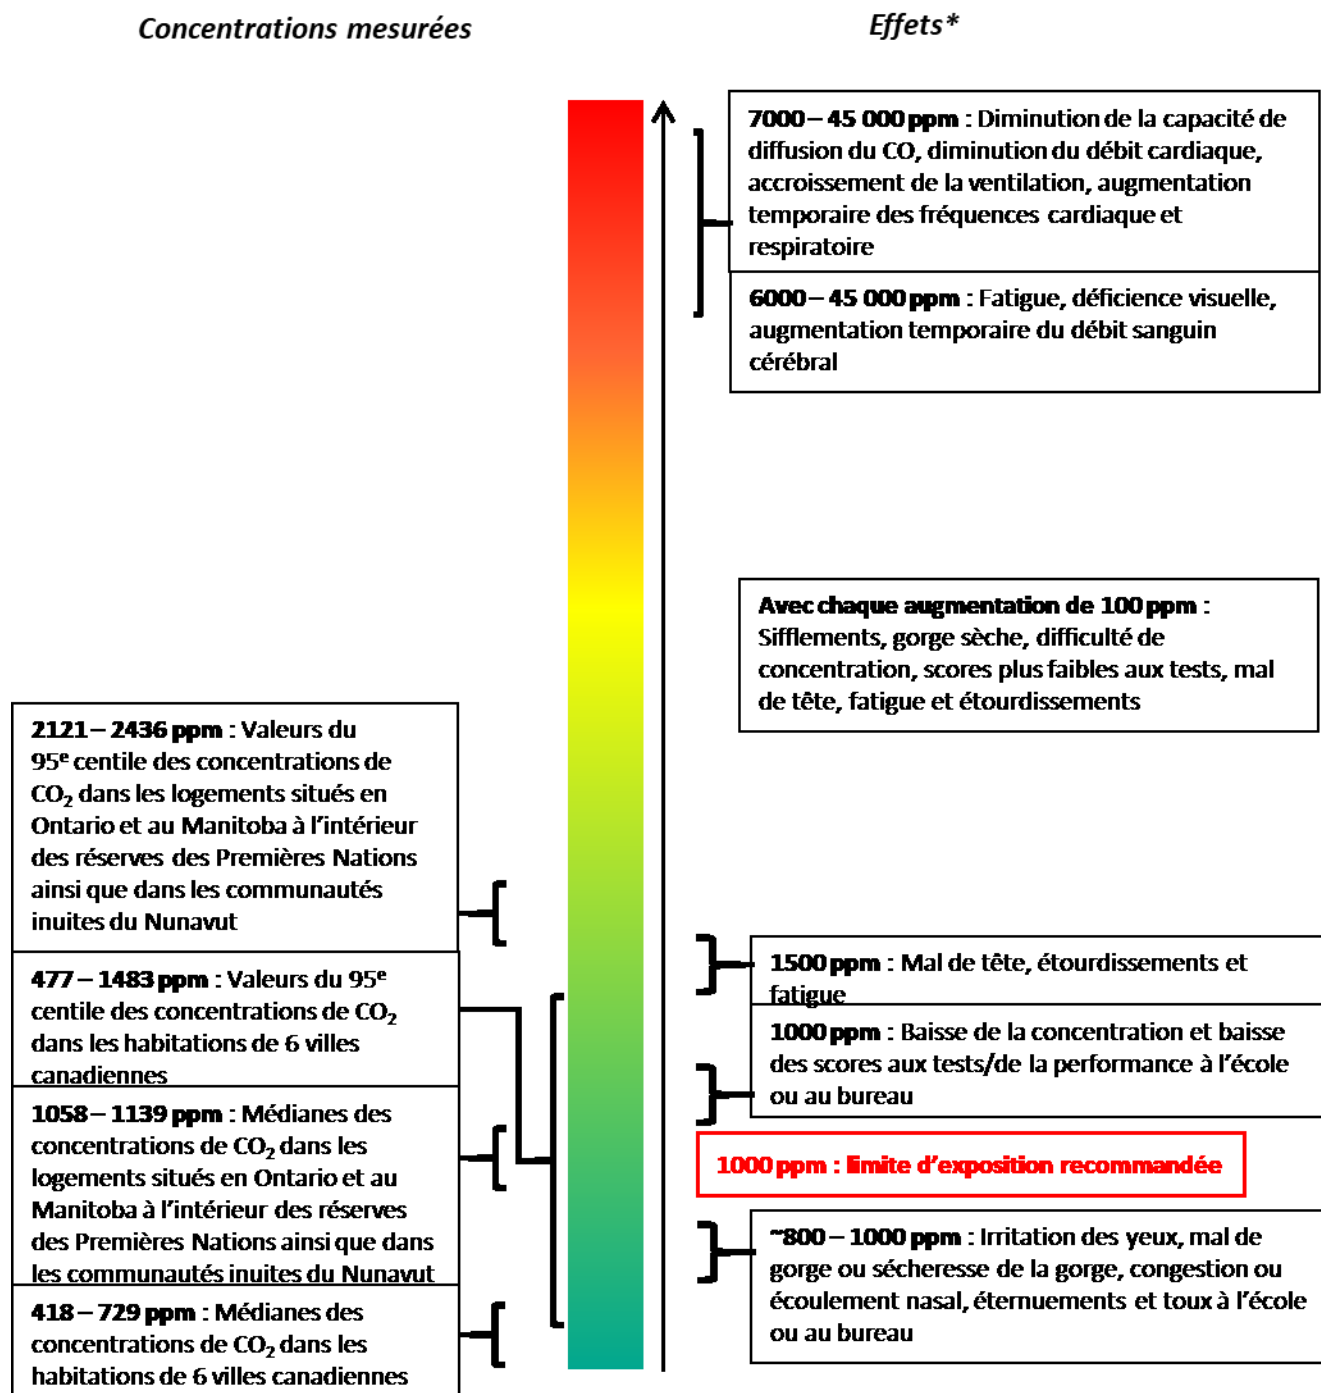 Concentrations mesurées
2121 – 2436 ppm : Valeurs du
95e centile des concentrations de
CO2 dans les logements situés en
Ontario et au Manitoba à l’intérieur
des réserves des Premières Nations
ainsi que dans les communautés
inuites du Nunavut
477 – 1483 ppm : Valeurs du 95e
centile des concentrations de CO2
dans les habitations de 6 villes
canadiennes
1058 – 1139 ppm : Médianes des
concentrations de CO2 dans les
logements situés en Ontario et au
Manitoba à l’intérieur des réserves
des Premières Nations ainsi que dans
les communautés inuites du Nunavut
418 – 729 ppm : Médianes des
concentrations de CO2 dans les
habitations de 6 villes canadiennes
Effets*
7000 – 45 000 ppm : Diminution de la capacité de
diffusion du CO, diminution du débit cardiaque,
accroissement de la ventilation, augmentation
temporaire des fréquences cardiaque et
respiratoire
6000 – 45 000 ppm : Fatigue, déficience visuelle,
augmentation temporaire du débit sanguin
cérébral
Avec chaque augmentation de 100 ppm :
Sifflements, gorge sèche, difficulté de
concentration, scores plus faibles aux tests, mal
de tête, fatigue et étourdissements
1500 ppm : Mal de tête, étourdissements et
fatigue
1000 ppm : Baisse de la concentration et baisse
des scores aux tests/de la performance à l’école
ou au bureau
1000 ppm : limite d’exposition recommandée
~800 – 1000 ppm : Irritation des yeux, mal de
gorge ou sécheresse de la gorge, congestion ou
écoulement nasal, éternuements et toux à l’école
ou au bureau